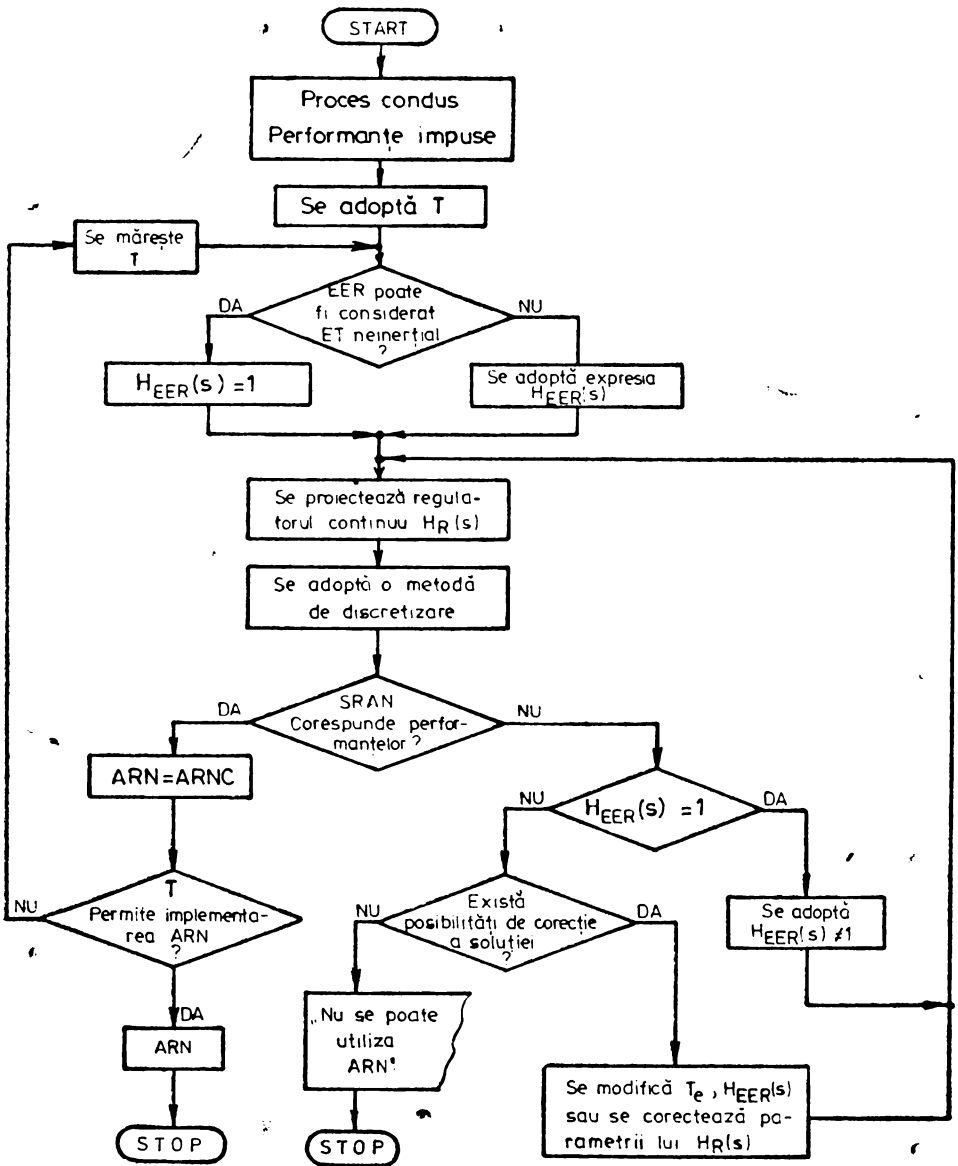 START
Proces condus
Performanțe impuse
Se adoptă T
Se mărește
T
EER poate
fi considerat
ET neinerțial
?
DA
NU
H_EER(s) = 1
Se adoptă expresia
H_EER(s)
Se proiectează regula-
torul continuu H_R(s)
Se adoptă o metodă
de discretizare
SRAN
Corespunde perfor-
manțelor?
DA
NU
ARN=ARNC
H_EER(s) = 1
NU
DA
T
Permite implementa-
rea ARN
?
NU
DA
Există
posibilități de corecție
a soluției
?
NU
DA
Se adoptă
H_EER(s) ≠ 1
ARN
„Nu se poate
utiliza
ARN"
Se modifică T_e, H_EER(s)
sau se corectează pa-
rametrii lui H_R(s)
STOP
STOP